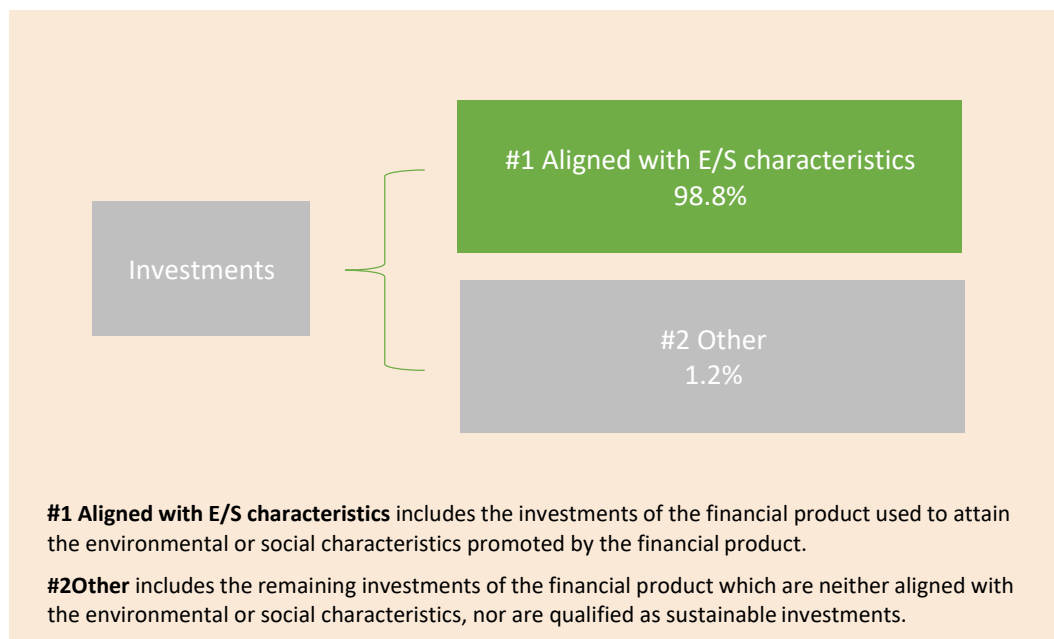 #1 Aligned with E/S characteristics
98.8%
Investments
#2 Other
1.2%
#1 Aligned with E/S characteristics includes the investments of the financial product used to attain
the environmental or social characteristics promoted by the financial product.
#2Other includes the remaining investments of the financial product which are neither aligned with
the environmental or social characteristics, nor are qualified as sustainable investments.